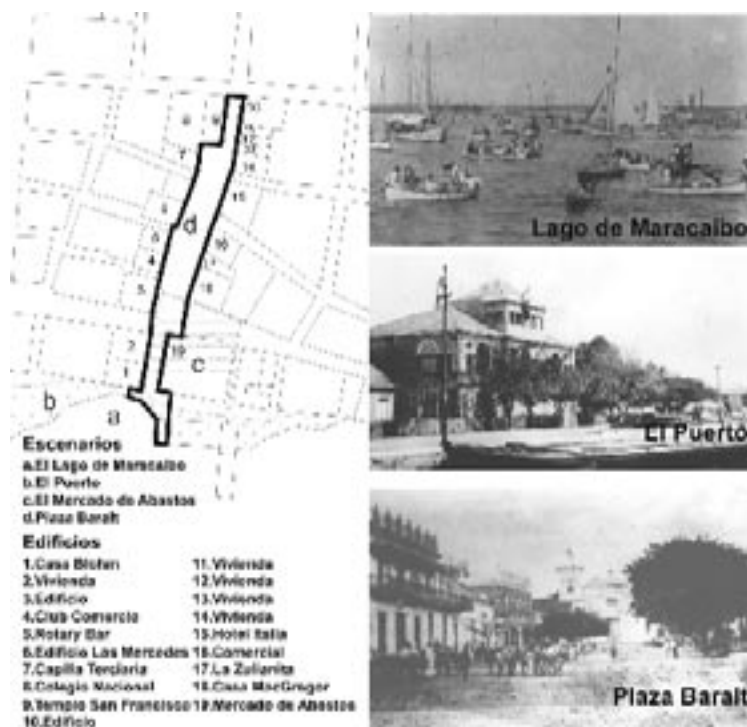 d
c
b
a
Lago de Maracaibo
El Puerto
Plaza Baralt
Escenarios
a.El Lago de Maracaibo
b.El Puerto
c.El Mercado de Abastos
d.Plaza Baralt
Edificios
1.Casa Blohm
2.Vivienda
3.Edificio
4.Club Comercio
5.Rotary Bar
6.Edificio Las Mercedes
7.Capilla Terciaria
8.Colegio Nacional
9.Templo San Francisco
10.Edificio
11.Vivienda
12.Vivienda
13.Vivienda
14.Vivienda
15.Hotel Italia
16.Comercial
17.La Zulianita
18.Casa MacGregor
19.Mercado de Abastos